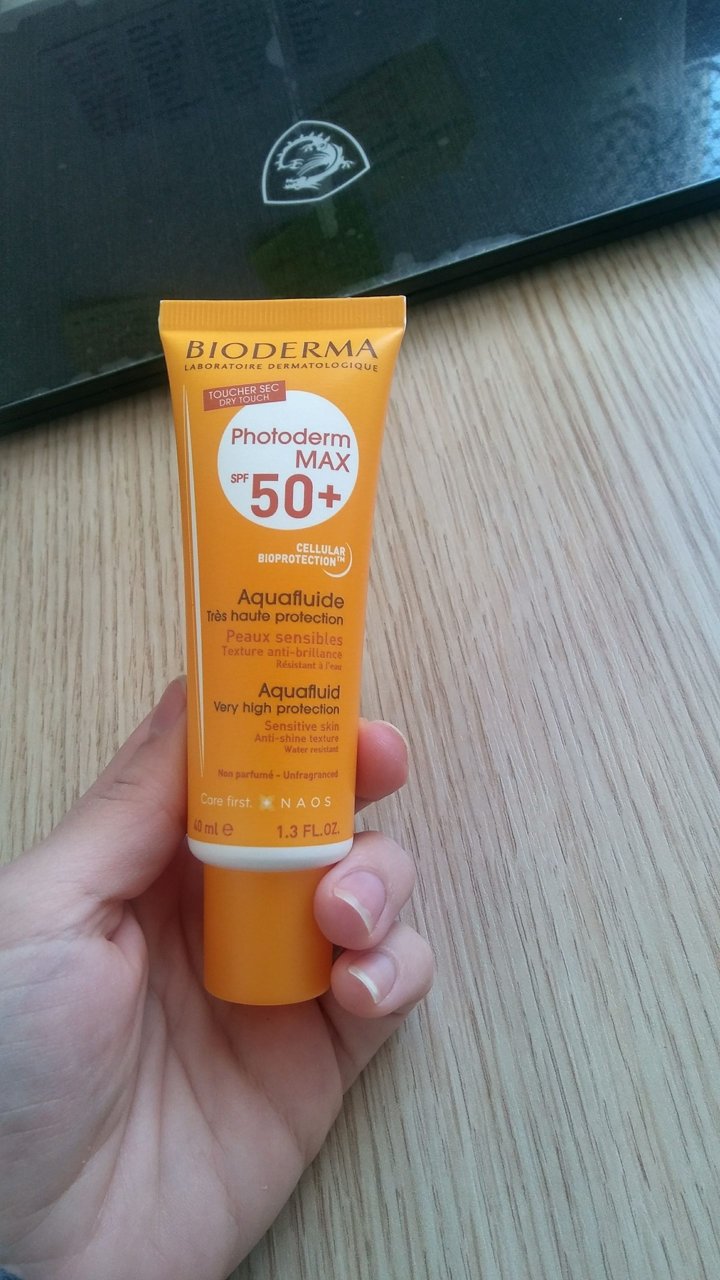 BIODERMA
LABORATOIRE DERMATOLOGIQUE
TOUCHER SEC
DRY TOUCH
Photoderm
MAX
SPF 50+
CELLULAR
BIOPROTECTION™
Aquafluide
Très haute protection
Peaux sensibles
Texture anti-brillance
Résistant à l'eau
Aquafluid
Very high protection
Sensitive skin
Anti-shine texture
Water resistant
Non parfumé - Unfragranced
Care first. NAOS
40 ml e 1.3 FL.OZ.